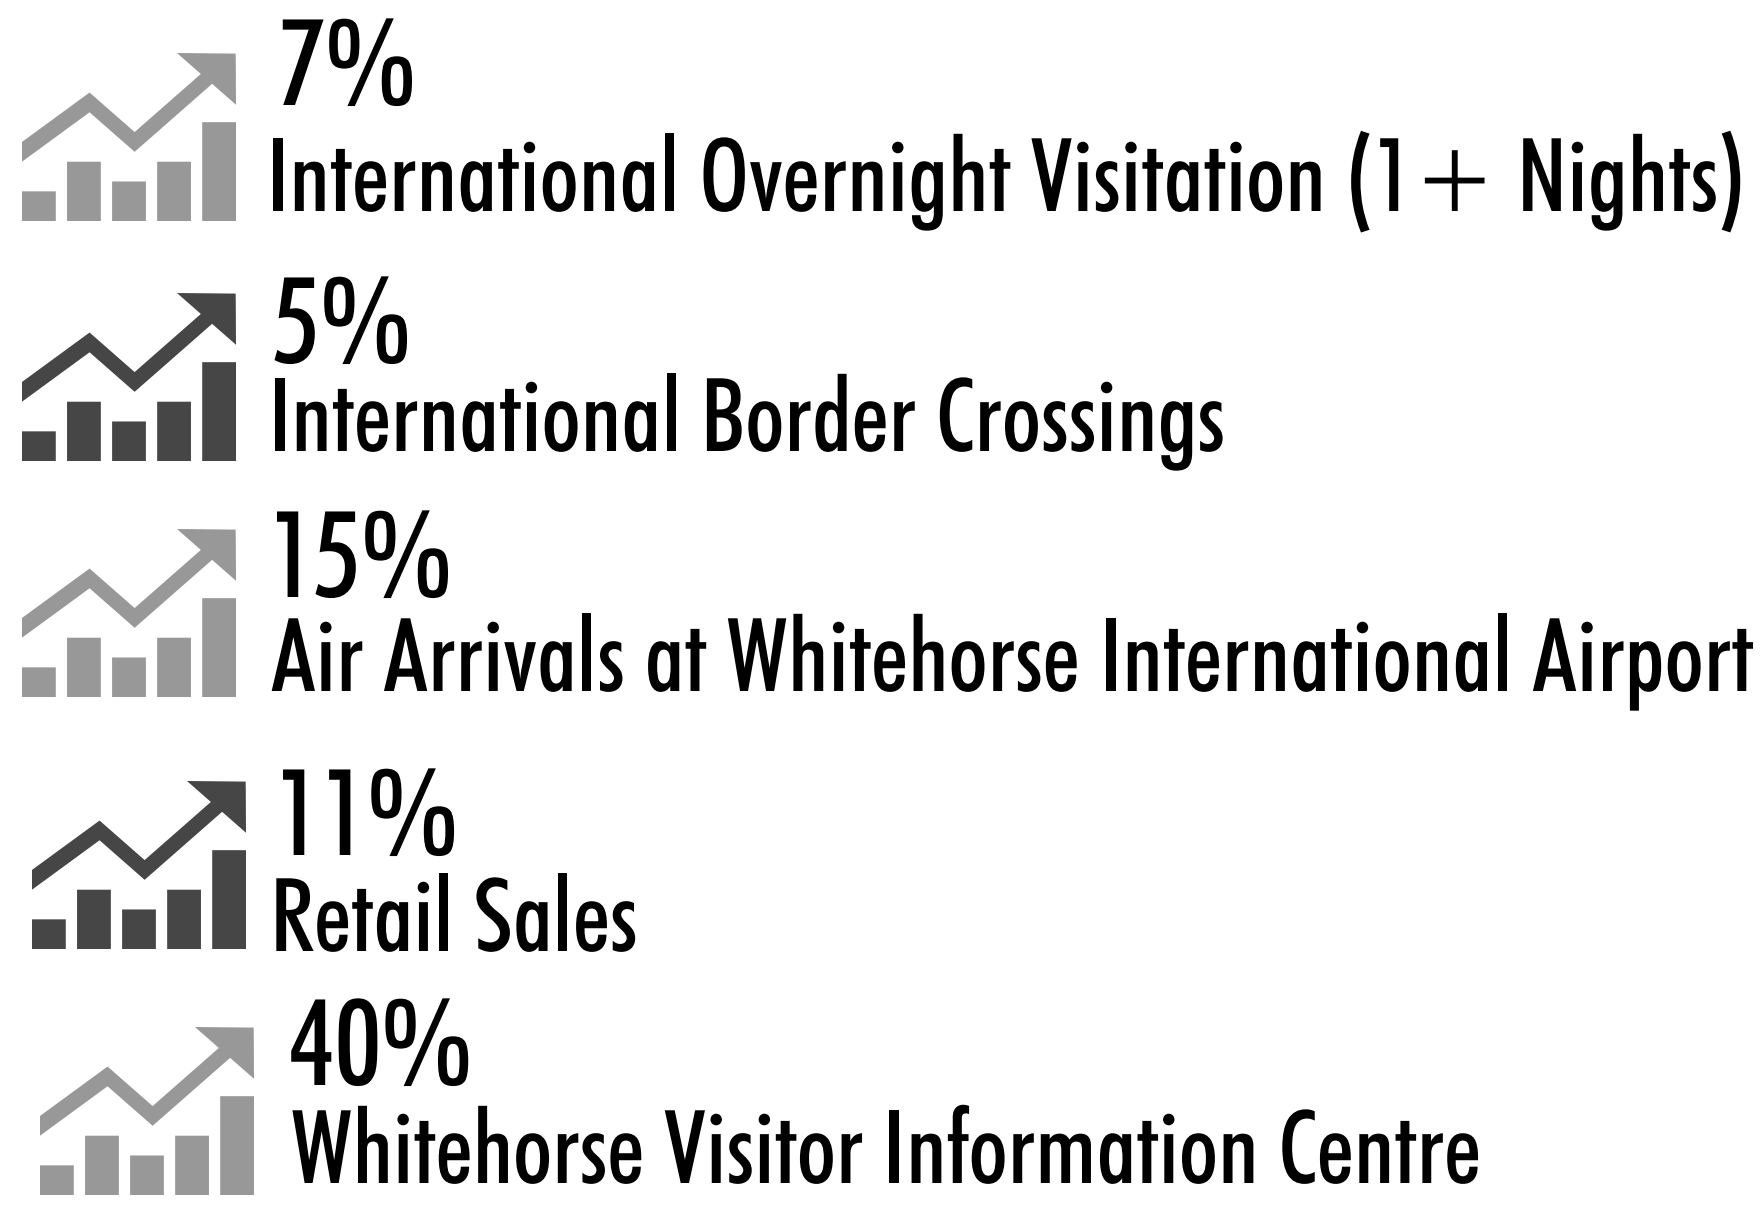 7%
International Overnight Visitation (1+ Nights)
5%
International Border Crossings
15%
Air Arrivals at Whitehorse International Airport
11%
Retail Sales
40%
Whitehorse Visitor Information Centre